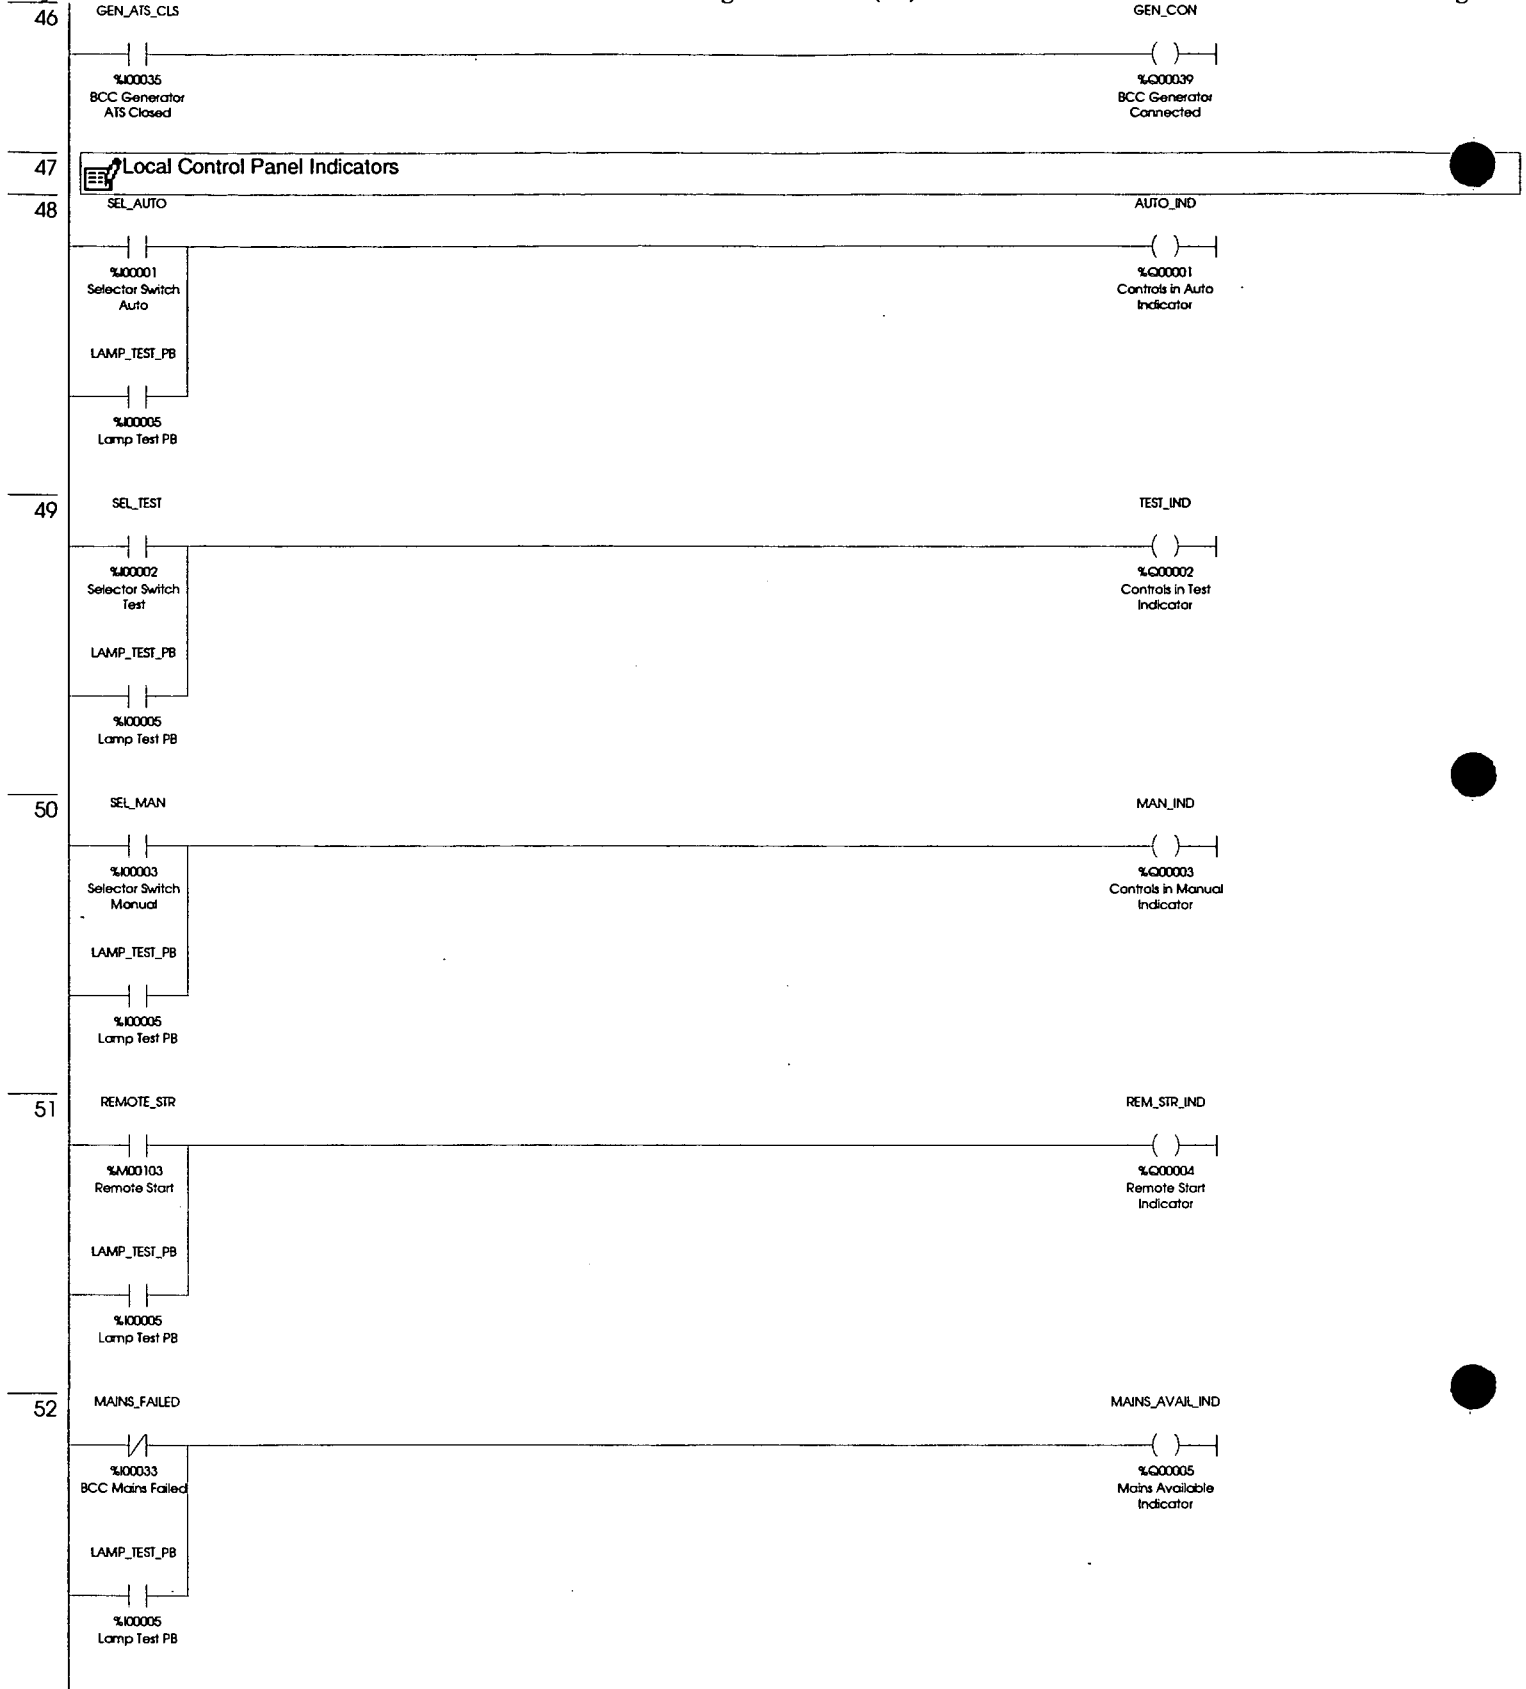 46
GEN_ATS_CLS
GEN_CON
%I00035
BCC Generator
ATS Closed
%Q00039
BCC Generator
Connected
47
Local Control Panel Indicators
48
SEL_AUTO
AUTO_IND
%I00001
Selector Switch
Auto
%Q00001
Controls in Auto
Indicator
LAMP_TEST_PB
%I00005
Lamp Test PB
49
SEL_TEST
TEST_IND
%I00002
Selector Switch
Test
%Q00002
Controls in Test
Indicator
LAMP_TEST_PB
%I00005
Lamp Test PB
50
SEL_MAN
MAN_IND
%I00003
Selector Switch
Manual
%Q00003
Controls in Manual
Indicator
LAMP_TEST_PB
%I00005
Lamp Test PB
51
REMOTE_STR
REM_STR_IND
%M00103
Remote Start
%Q00004
Remote Start
Indicator
LAMP_TEST_PB
%I00005
Lamp Test PB
52
MAINS_FAILED
MAINS_AVAIL_IND
%I00033
BCC Mains Failed
%Q00005
Mains Available
Indicator
LAMP_TEST_PB
%I00005
Lamp Test PB